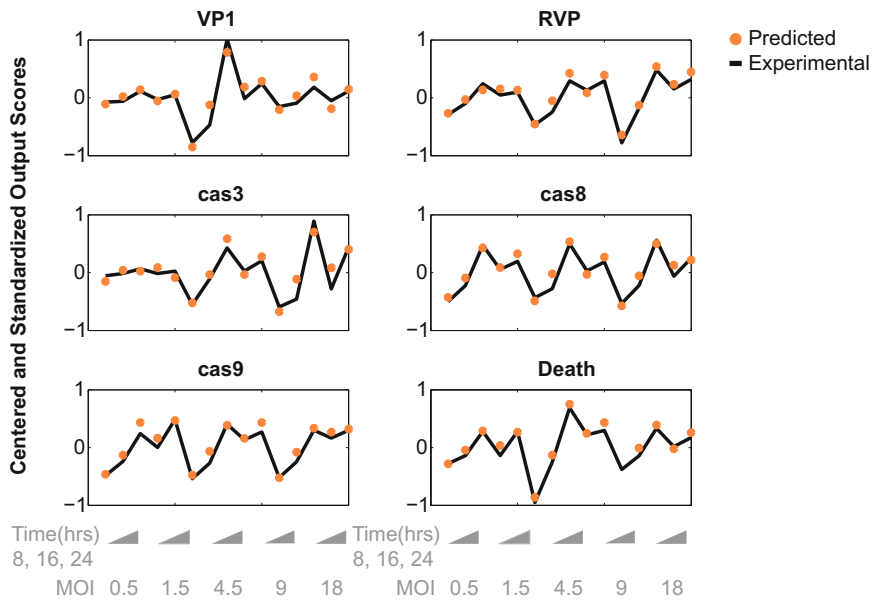 VP1
RVP
Predicted
Experimental
1
0
−1
1
0
−1
cas3
cas8
1
0
−1
1
0
−1
cas9
Death
1
0
−1
1
0
−1
Centered and Standardized Output Scores
Time(hrs)
8, 16, 24
Time(hrs)
8, 16, 24
MOI 0.5 1.5 4.5 9 18
MOI 0.5 1.5 4.5 9 18